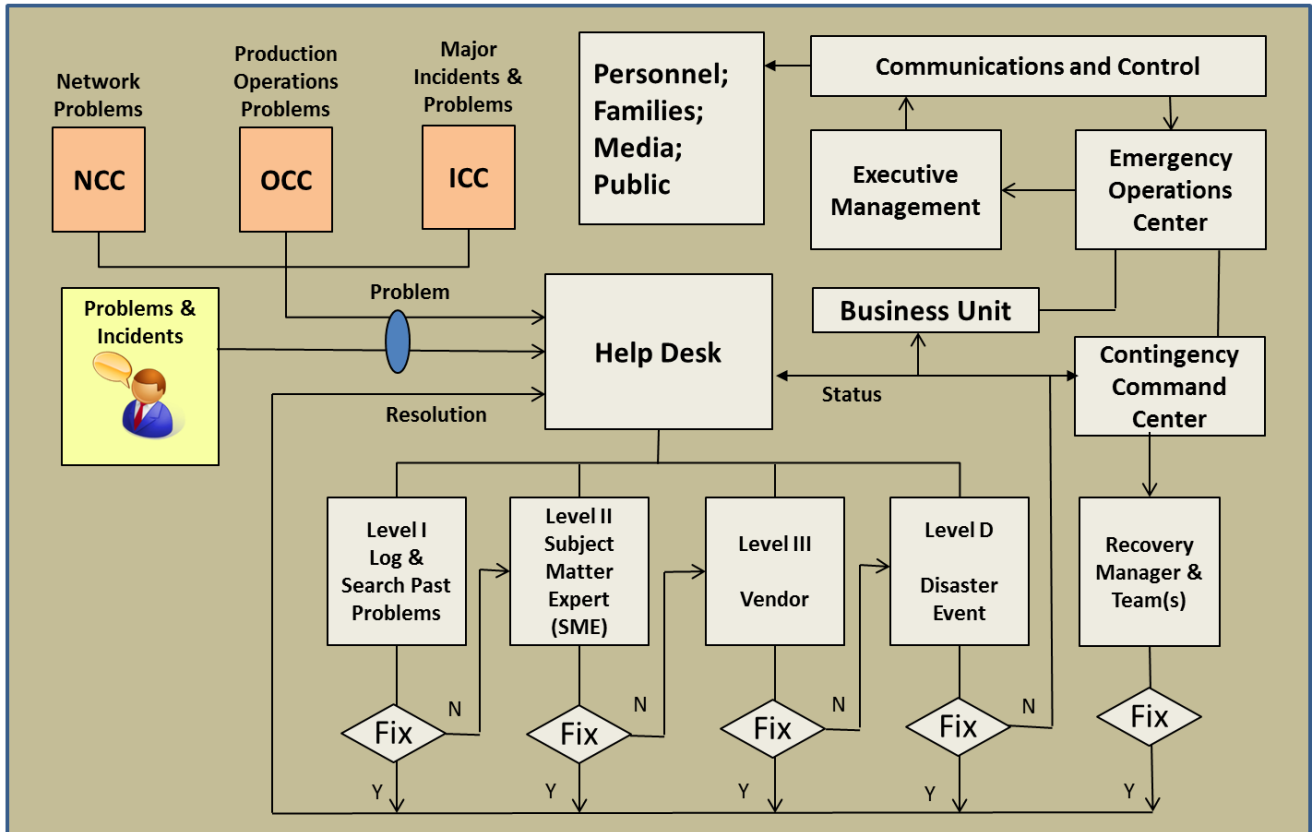 Network
Problems
NCC
Production
Operations
Problems
OCC
Major
Incidents &
Problems
ICC
Personnel;
Families;
Media;
Public
Communications and Control
Executive
Management
Emergency
Operations
Center
Problems &
Incidents
Problem
Resolution
Help Desk
Business Unit
Status
Contingency
Command
Center
Level I
Log &
Search Past
Problems
Level II
Subject
Matter
Expert
(SME)
Level III
Vendor
Level D
Disaster
Event
Recovery
Manager &
Team(s)
Fix
N
Fix
N
Fix
N
Fix
N
Fix
Y
Y
Y
Y
Y